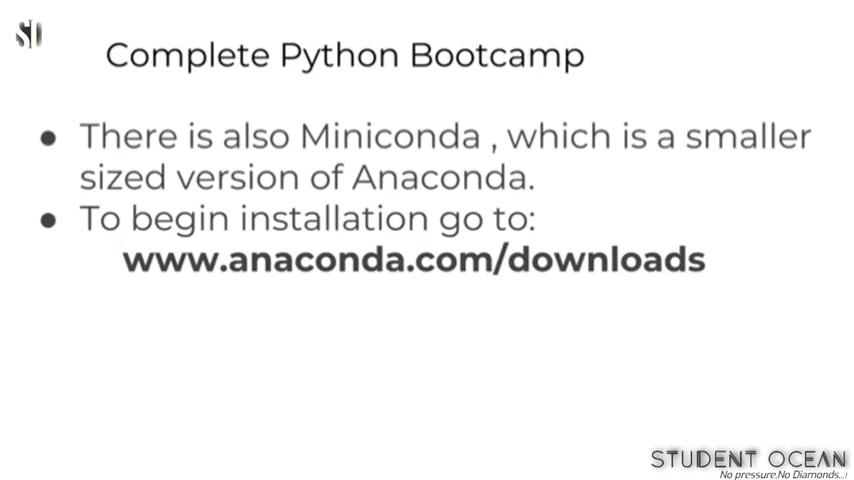 SO
Complete Python Bootcamp
● There is also Miniconda , which is a smaller
sized version of Anaconda.
● To begin installation go to:
www.anaconda.com/downloads
STUDENT OCEAN
No pressure,No Diamonds...!